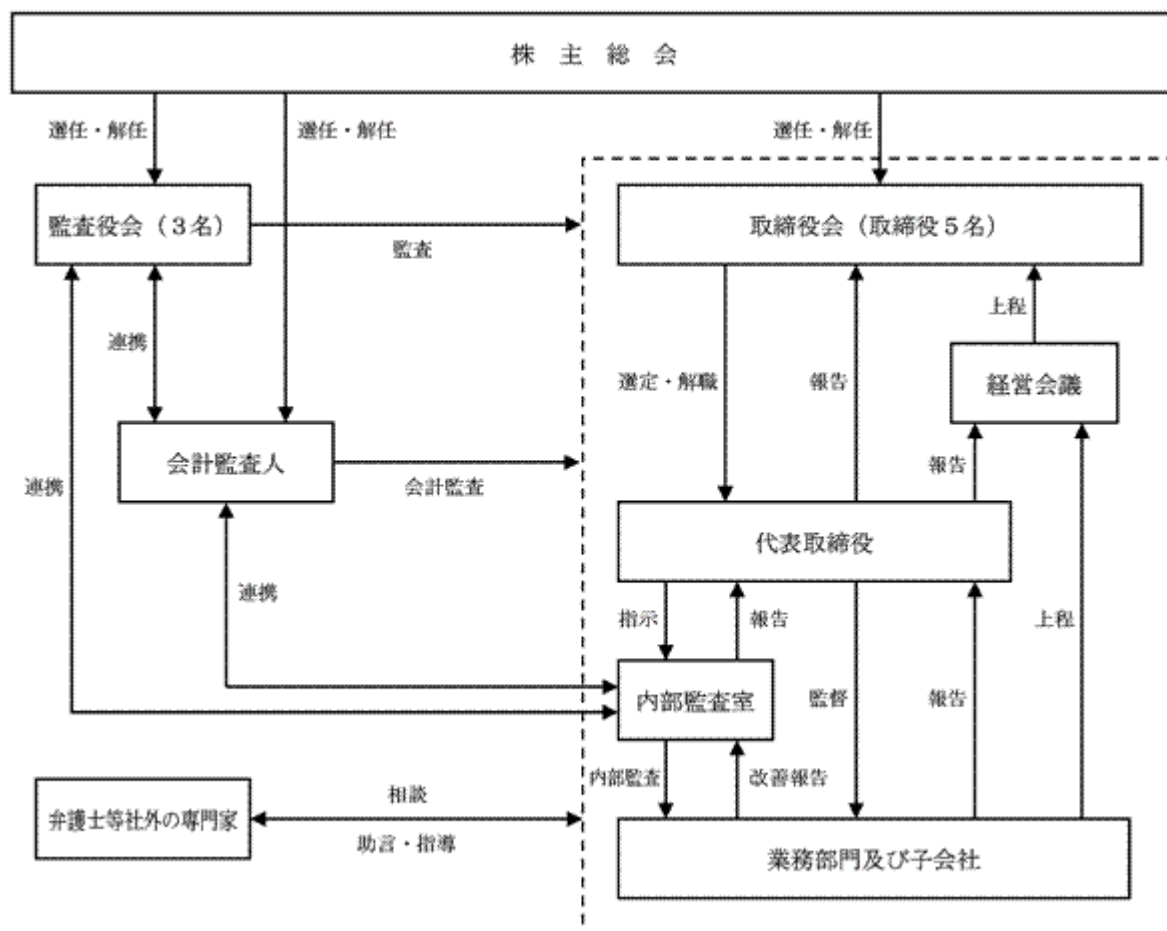 株 主 総 会
選任・解任
選任・解任
選任・解任
監査役会(3名)
監査
取締役会(取締役5名)
連携
上程
選定・解職
報告
経営会議
会計監査人
会計監査
連携
報告
代表取締役
連携
指示
報告
上程
内部監査室
監督
報告
内部監査
改善報告
弁護士等社外の専門家
相談
助言・指導
業務部門及び子会社